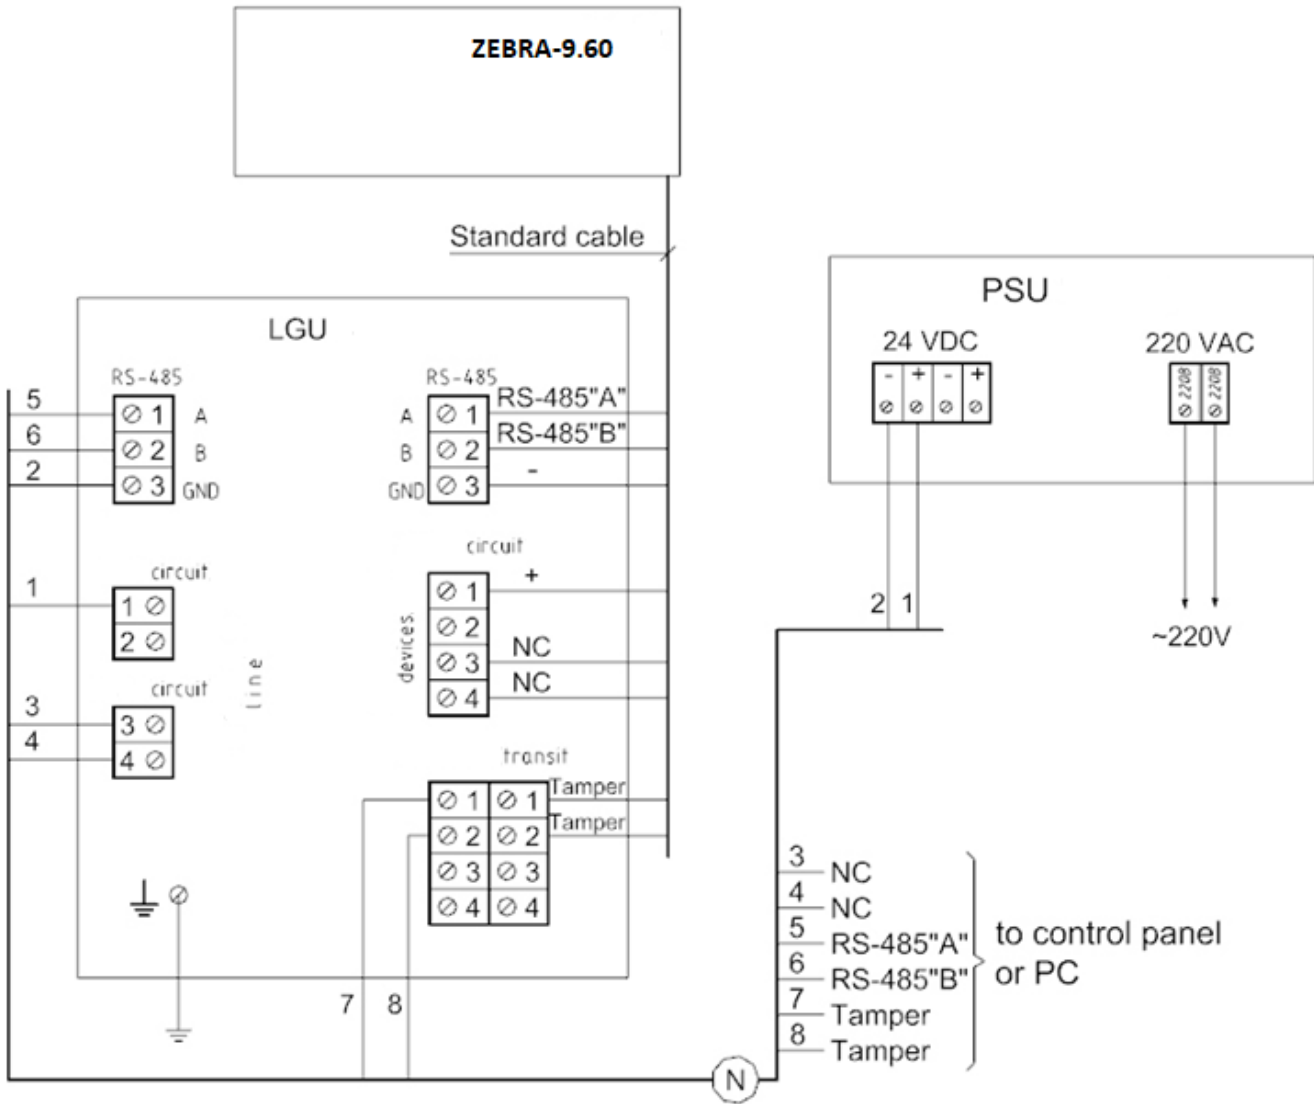 ZEBRA-9.60
Standard cable
PSU
24 VDC
220 VAC
- + - +
220В 220В
2 1
~220V
LGU
RS-485
5 1 A
6 2 B
2 3 GND
RS-485
A 1 RS-485"A"
B 2 RS-485"B"
GND 3 -
circuit
1 1
2
circuit
3 3
4 4
line
circuit
devices
1 +
2
3 NC
4 NC
transit
1 1 Tamper
2 2 Tamper
3 3
4 4
7 8
N
3 NC
4 NC
5 RS-485"A"
6 RS-485"B"
7 Tamper
8 Tamper
to control panel
or PC